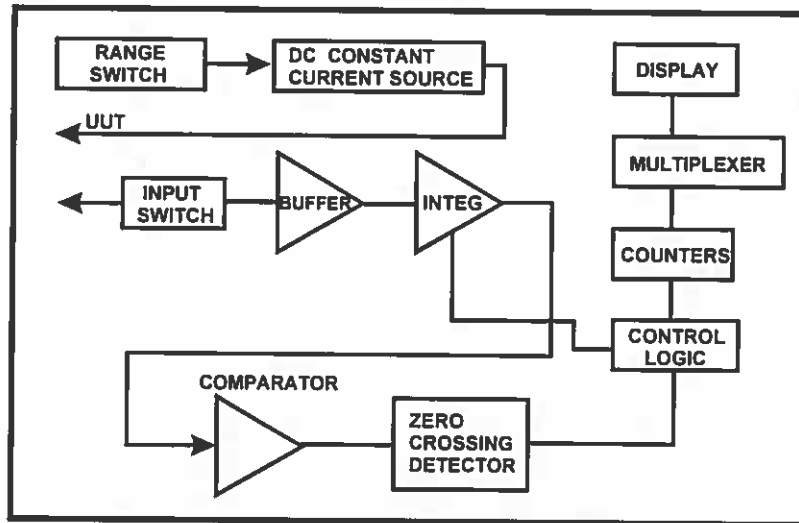 RANGE
SWITCH
DC CONSTANT
CURRENT SOURCE
DISPLAY
UUT
MULTIPLEXER
INPUT
SWITCH
BUFFER
INTEG
COUNTERS
CONTROL
LOGIC
COMPARATOR
ZERO
CROSSING
DETECTOR